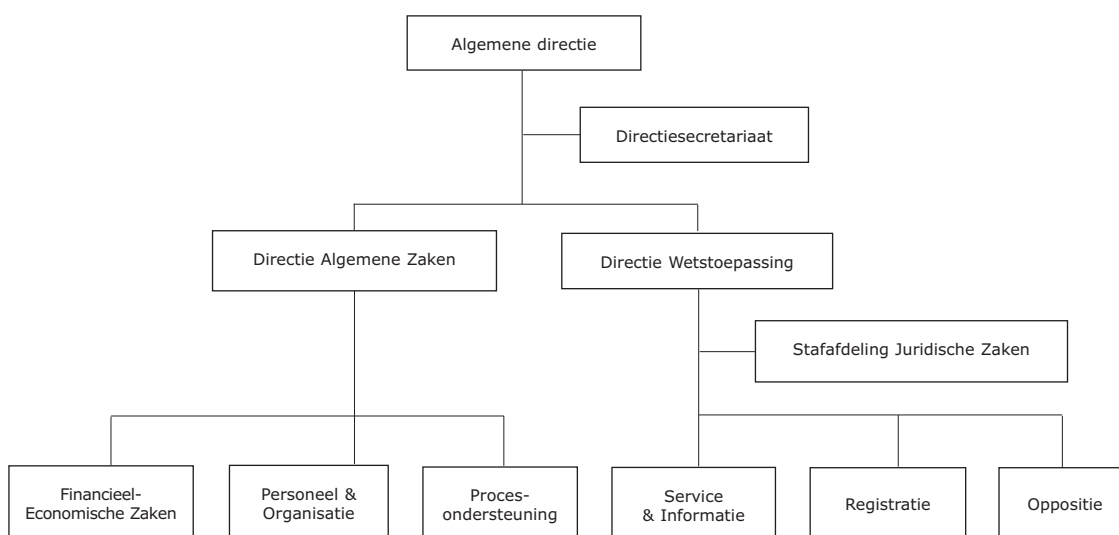 Algemene directie
Directiesecretariaat
Directie Algemene Zaken
Directie Wetstoepassing
Stafafdeling Juridische Zaken
Financieel-
Economische Zaken
Personeel &
Organisatie
Proces-
ondersteuning
Service
& Informatie
Registratie
Oppositie